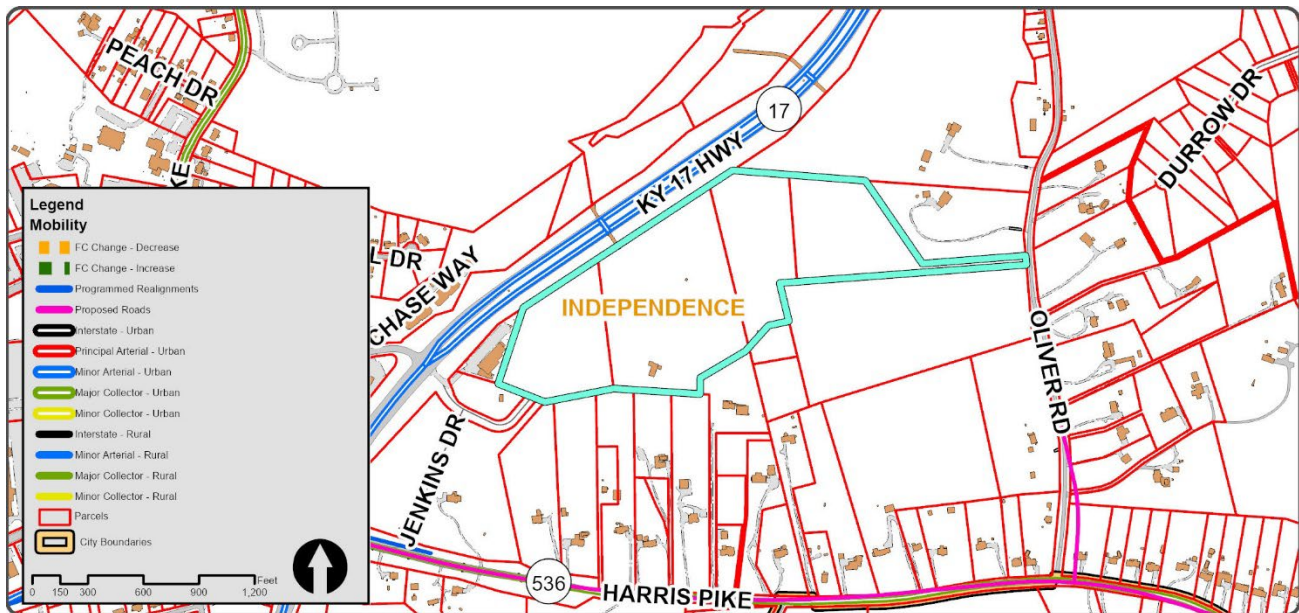 PEACH DR
KE
17
KY 17 HWY
DURROW DR
L DR
CHASE WAY
INDEPENDENCE
OLIVER RD
JENKINS DR
536
HARRIS PIKE
Legend
Mobility
FC Change - Decrease
FC Change - Increase
Programmed Realignments
Proposed Roads
Interstate - Urban
Principal Arterial - Urban
Minor Arterial - Urban
Major Collector - Urban
Minor Collector - Urban
Interstate - Rural
Minor Arterial - Rural
Major Collector - Rural
Minor Collector - Rural
Parcels
City Boundaries
Feet
0 150 300 600 900 1,200